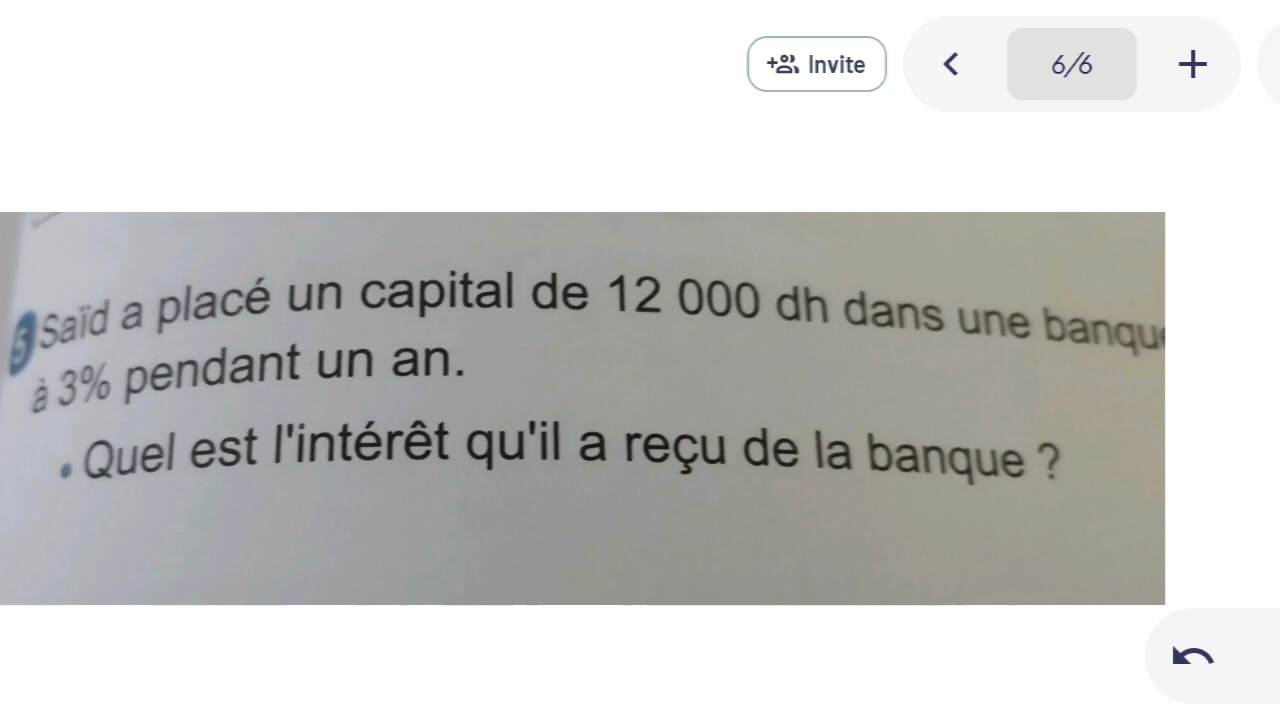 Invite
6/6
5 Saïd a placé un capital de 12 000 dh dans une banqu
à 3% pendant un an.
• Quel est l'intérêt qu'il a reçu de la banque ?